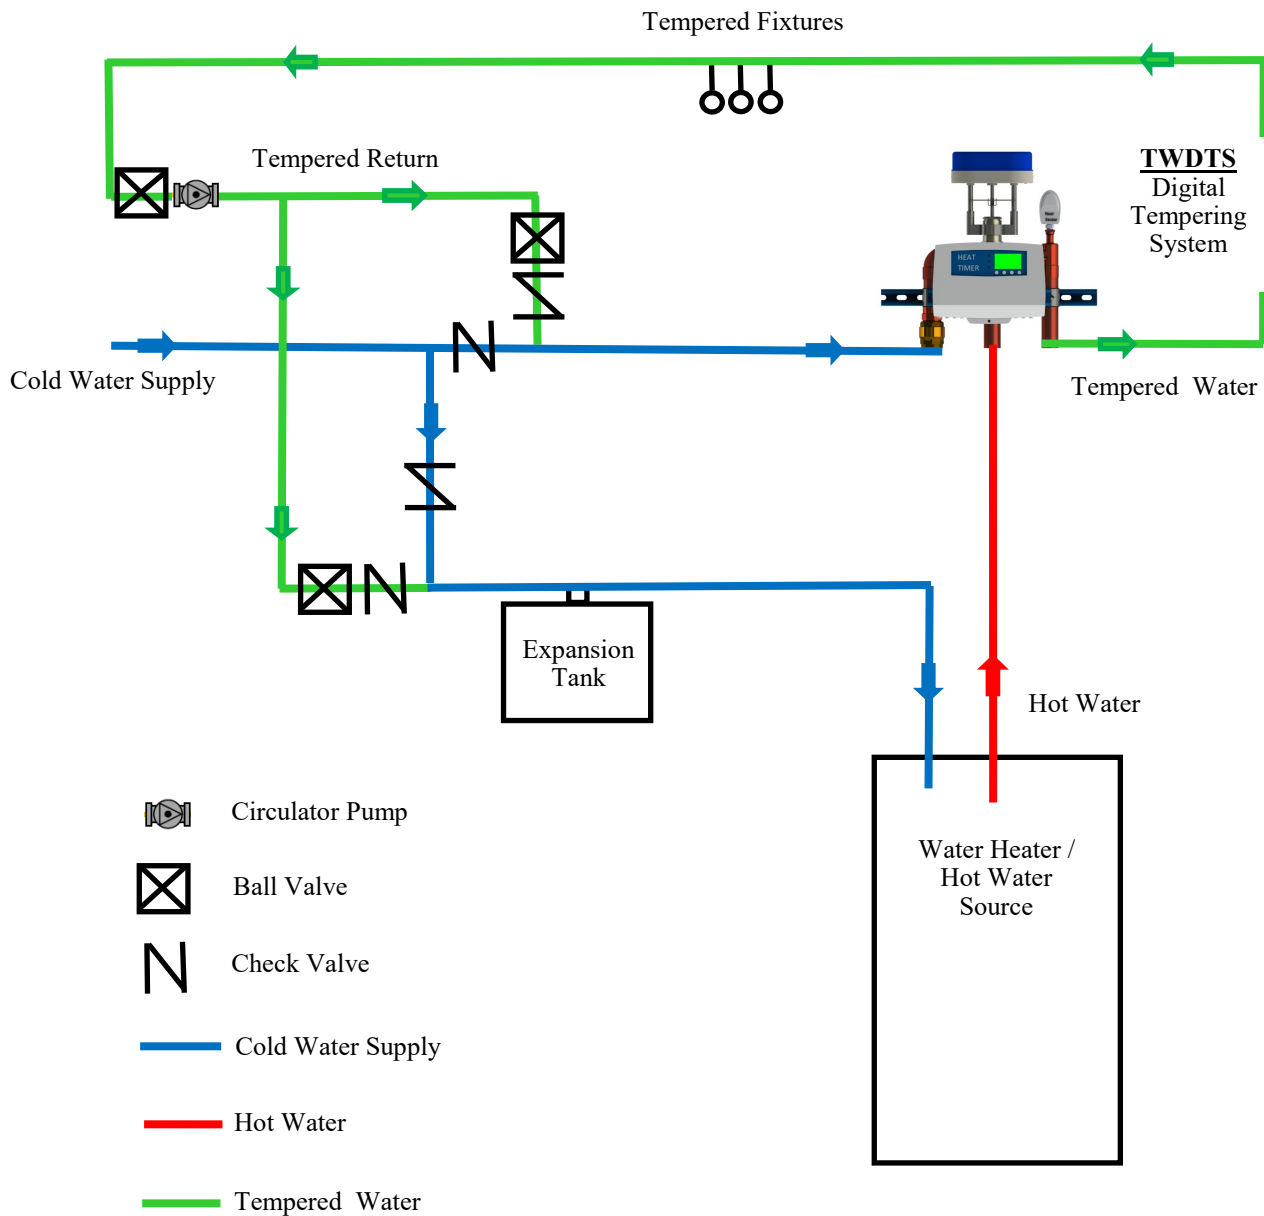 Tempered Fixtures
Tempered Return
TWDTS
Digital
Tempering
System
HEAT
TIMER
Cold Water Supply
Tempered  Water
Expansion
Tank
Hot Water
Circulator Pump
Water Heater /
Hot Water
Source
Ball Valve
Check Valve
Cold Water Supply
Hot Water
Tempered  Water